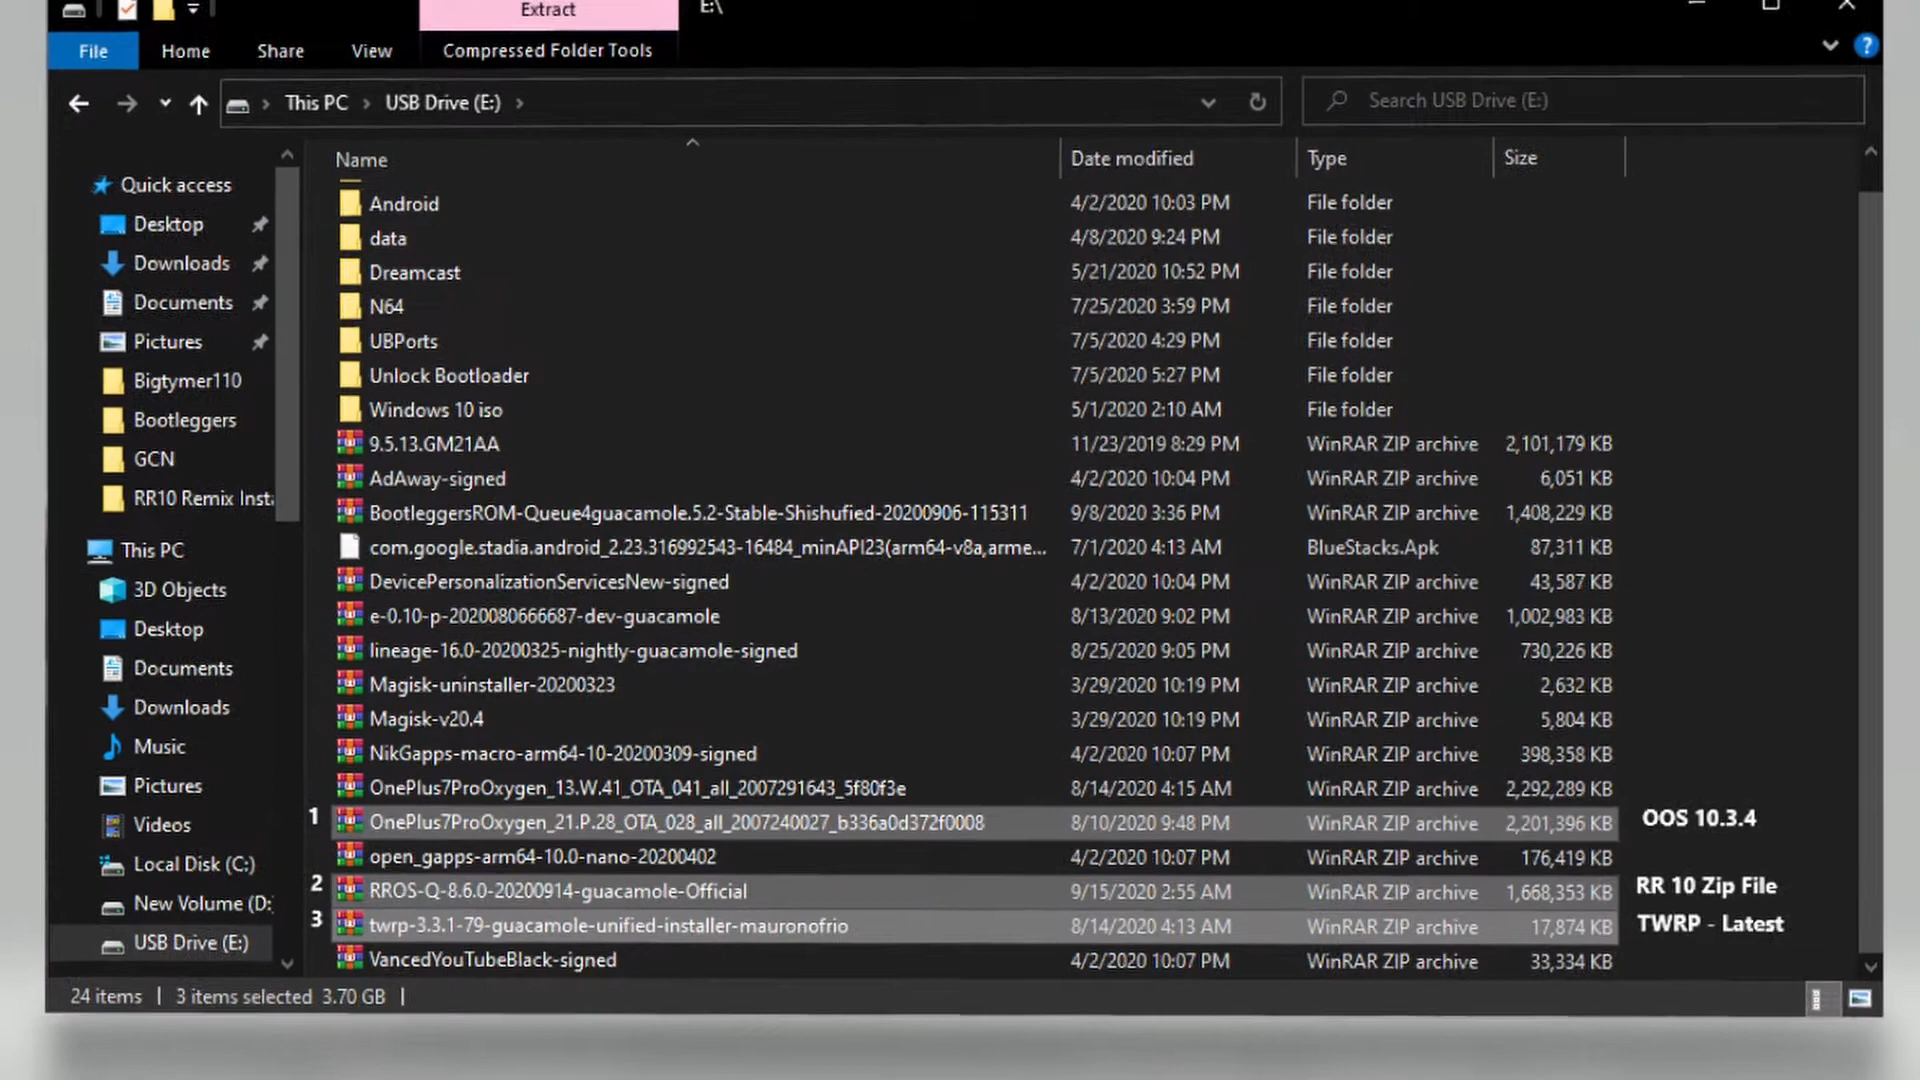 Extract
E:\
File
Home
Share
View
Compressed Folder Tools
?
This PC
USB Drive (E:)
Search USB Drive (E:)
Name
Date modified
Type
Size
Quick access
Desktop
Downloads
Documents
Pictures
Bigtymer110
Bootleggers
GCN
RR10 Remix Inst
This PC
3D Objects
Desktop
Documents
Downloads
Music
Pictures
Videos
Local Disk (C:)
New Volume (D:
USB Drive (E:)
Android 4/2/2020 10:03 PM File folder
data 4/8/2020 9:24 PM File folder
Dreamcast 5/21/2020 10:52 PM File folder
N64 7/25/2020 3:59 PM File folder
UBPorts 7/5/2020 4:29 PM File folder
Unlock Bootloader 7/5/2020 5:27 PM File folder
Windows 10 iso 5/1/2020 2:10 AM File folder
9.5.13.GM21AA 11/23/2019 8:29 PM WinRAR ZIP archive 2,101,179 KB
AdAway-signed 4/2/2020 10:04 PM WinRAR ZIP archive 6,051 KB
BootleggersROM-Queue4guacamole.5.2-Stable-Shishufied-20200906-115311 9/8/2020 3:36 PM WinRAR ZIP archive 1,408,229 KB
com.google.stadia.android_2.23.316992543-16484_minAPI23(arm64-v8a,arme... 7/1/2020 4:13 AM BlueStacks.Apk 87,311 KB
DevicePersonalizationServicesNew-signed 4/2/2020 10:04 PM WinRAR ZIP archive 43,587 KB
e-0.10-p-2020080666687-dev-guacamole 8/13/2020 9:02 PM WinRAR ZIP archive 1,002,983 KB
lineage-16.0-20200325-nightly-guacamole-signed 8/25/2020 9:05 PM WinRAR ZIP archive 730,226 KB
Magisk-uninstaller-20200323 3/29/2020 10:19 PM WinRAR ZIP archive 2,632 KB
Magisk-v20.4 3/29/2020 10:19 PM WinRAR ZIP archive 5,804 KB
NikGapps-macro-arm64-10-20200309-signed 4/2/2020 10:07 PM WinRAR ZIP archive 398,358 KB
OnePlus7ProOxygen_13.W.41_OTA_041_all_2007291643_5f80f3e 8/14/2020 4:15 AM WinRAR ZIP archive 2,292,289 KB
1 OnePlus7ProOxygen_21.P.28_OTA_028_all_2007240027_b336a0d372f0008 8/10/2020 9:48 PM WinRAR ZIP archive 2,201,396 KB OOS 10.3.4
open_gapps-arm64-10.0-nano-20200402 4/2/2020 10:07 PM WinRAR ZIP archive 176,419 KB
2 RROS-Q-8.6.0-20200914-guacamole-Official 9/15/2020 2:55 AM WinRAR ZIP archive 1,668,353 KB RR 10 Zip File
3 twrp-3.3.1-79-guacamole-unified-installer-mauronofrio 8/14/2020 4:13 AM WinRAR ZIP archive 17,874 KB TWRP - Latest
VancedYouTubeBlack-signed 4/2/2020 10:07 PM WinRAR ZIP archive 33,334 KB
24 items
3 items selected 3.70 GB